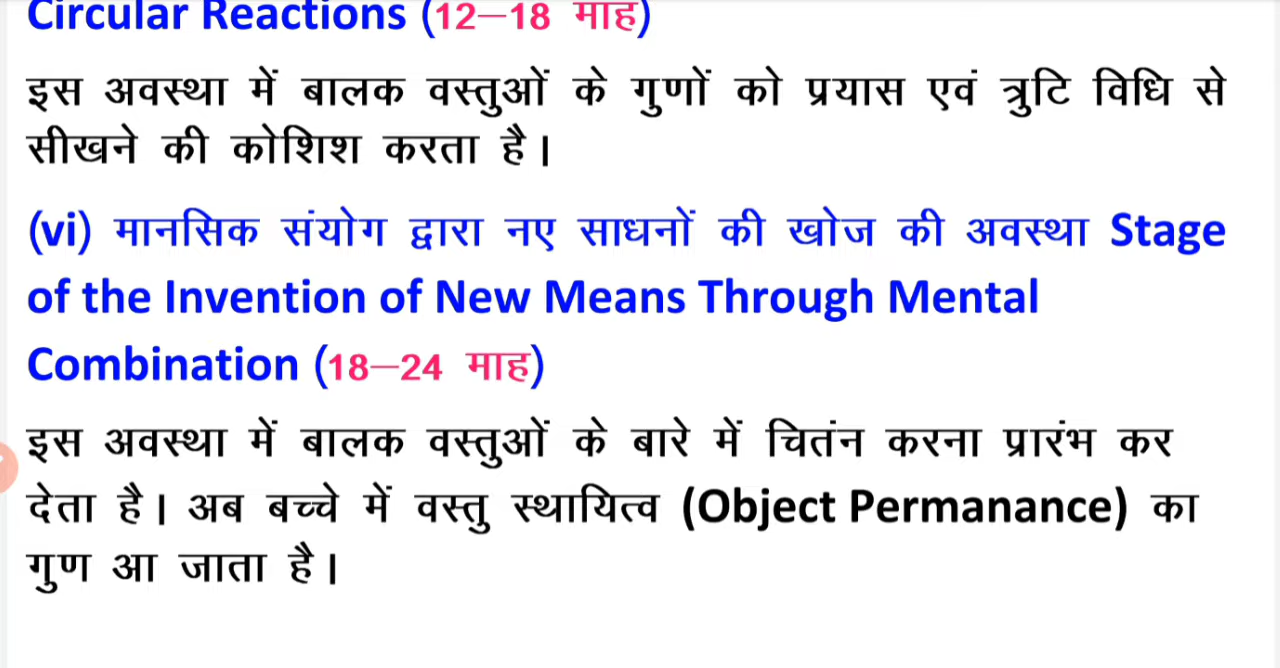 Circular Reactions (12–18 माह)
इस अवस्था में बालक वस्तुओं के गुणों को प्रयास एवं त्रुटि विधि से
सीखने की कोशिश करता है।
(vi) मानसिक संयोग द्वारा नए साधनों की खोज की अवस्था Stage
of the Invention of New Means Through Mental
Combination (18–24 माह)
इस अवस्था में बालक वस्तुओं के बारे में चितंन करना प्रारंभ कर
देता है। अब बच्चे में वस्तु स्थायित्व (Object Permanance) का
गुण आ जाता है।